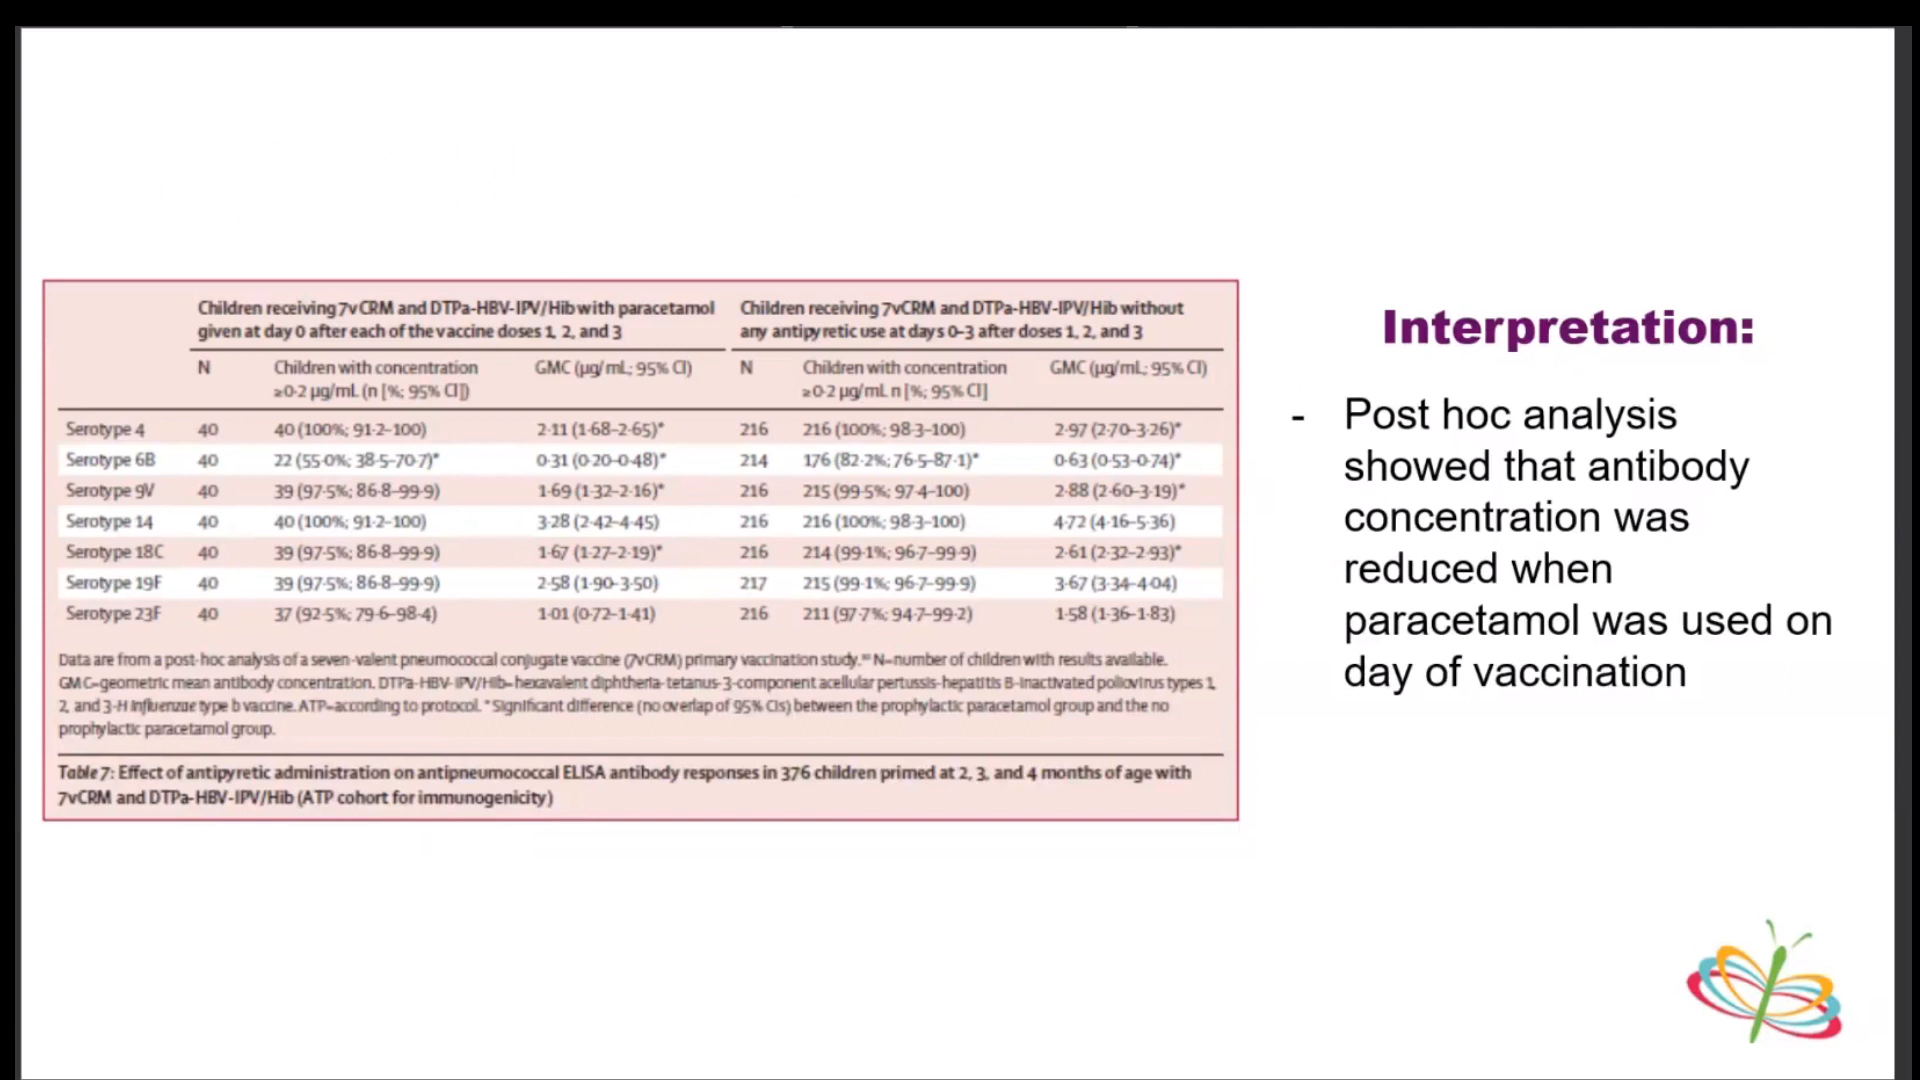 Children receiving 7vCRM and DTPa-HBV-IPV/Hib with paracetamol
given at day 0 after each of the vaccine doses 1, 2, and 3
Children receiving 7vCRM and DTPa-HBV-IPV/Hib without
any antipyretic use at days 0–3 after doses 1, 2, and 3
N Children with concentration GMC (µg/mL; 95% CI) N Children with concentration GMC (µg/mL; 95% CI)
≥0·2 µg/mL (n [%; 95% CI]) ≥0·2 µg/mL n [%; 95% CI]
Serotype 4 40 40 (100%; 91·2–100) 2·11 (1·68–2·65)* 216 216 (100%; 98·3–100) 2·97 (2·70–3·26)*
Serotype 6B 40 22 (55·0%; 38·5–70·7)* 0·31 (0·20–0·48)* 214 176 (82·2%; 76·5–87·1)* 0·63 (0·53–0·74)*
Serotype 9V 40 39 (97·5%; 86·8–99·9) 1·69 (1·32–2·16)* 216 215 (99·5%; 97·4–100) 2·88 (2·60–3·19)*
Serotype 14 40 40 (100%; 91·2–100) 3·28 (2·42–4·45) 216 216 (100%; 98·3–100) 4·72 (4·16–5·36)
Serotype 18C 40 39 (97·5%; 86·8–99·9) 1·67 (1·27–2·19)* 216 214 (99·1%; 96·7–99·9) 2·61 (2·32–2·93)*
Serotype 19F 40 39 (97·5%; 86·8–99·9) 2·58 (1·90–3·50) 217 215 (99·1%; 96·7–99·9) 3·67 (3·34–4·04)
Serotype 23F 40 37 (92·5%; 79·6–98·4) 1·01 (0·72–1·41) 216 211 (97·7%; 94·7–99·2) 1·58 (1·36–1·83)
Data are from a post-hoc analysis of a seven-valent pneumococcal conjugate vaccine (7vCRM) primary vaccination study. N=number of children with results available.
GMC=geometric mean antibody concentration. DTPa-HBV-IPV/Hib=hexavalent diphtheria-tetanus-3-component acellular pertussis-hepatitis B-inactivated poliovirus types 1,
2, and 3-H influenzae type b vaccine. ATP=according to protocol. *Significant difference (no overlap of 95% CIs) between the prophylactic paracetamol group and the no
prophylactic paracetamol group.
Table 7: Effect of antipyretic administration on antipneumococcal ELISA antibody responses in 376 children primed at 2, 3, and 4 months of age with
7vCRM and DTPa-HBV-IPV/Hib (ATP cohort for immunogenicity)
Interpretation:
- Post hoc analysis
showed that antibody
concentration was
reduced when
paracetamol was used on
day of vaccination